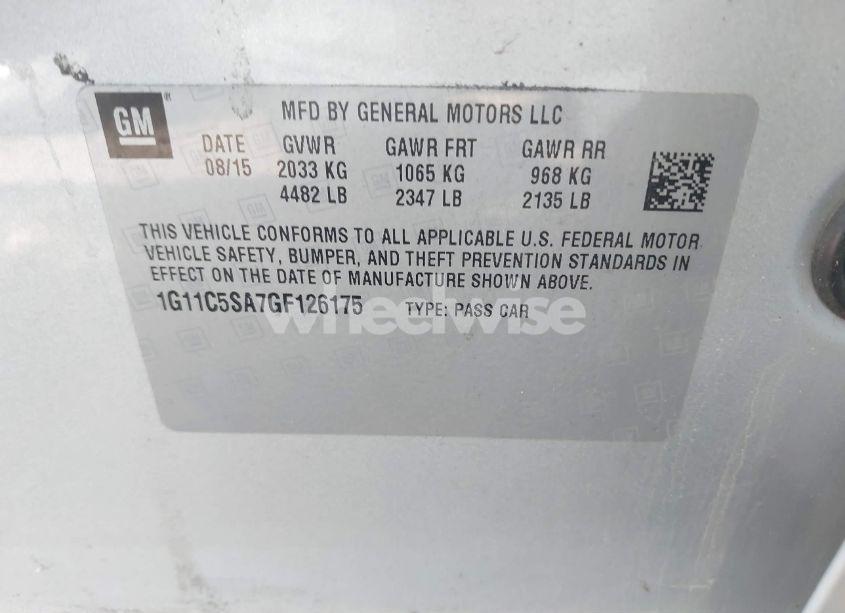 GM
MFD BY GENERAL MOTORS LLC
DATE GVWR GAWR FRT GAWR RR
08/15 2033 KG 1065 KG 968 KG
4482 LB 2347 LB 2135 LB
THIS VEHICLE CONFORMS TO ALL APPLICABLE U.S. FEDERAL MOTOR
VEHICLE SAFETY, BUMPER, AND THEFT PREVENTION STANDARDS IN
EFFECT ON THE DATE OF MANUFACTURE SHOWN ABOVE.
1G11C5SA7GF126175 TYPE: PASS CAR
wheelwise